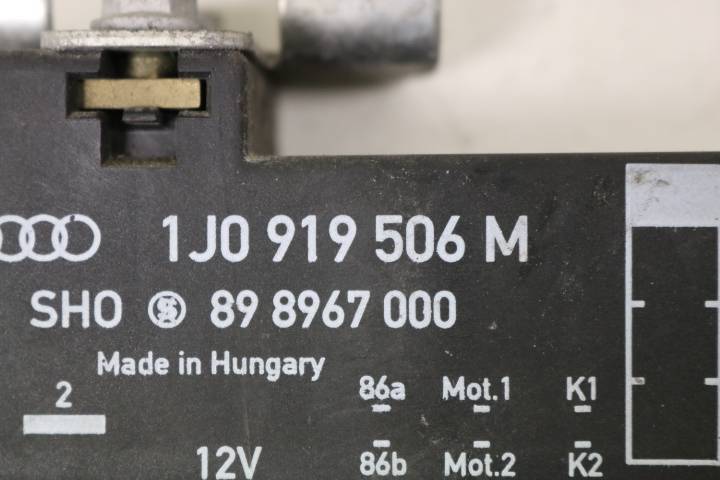 1J0 919 506 M
SHO 89 8967 000
Made in Hungary
2 86a Mot.1 K1
12V 86b Mot.2 K2